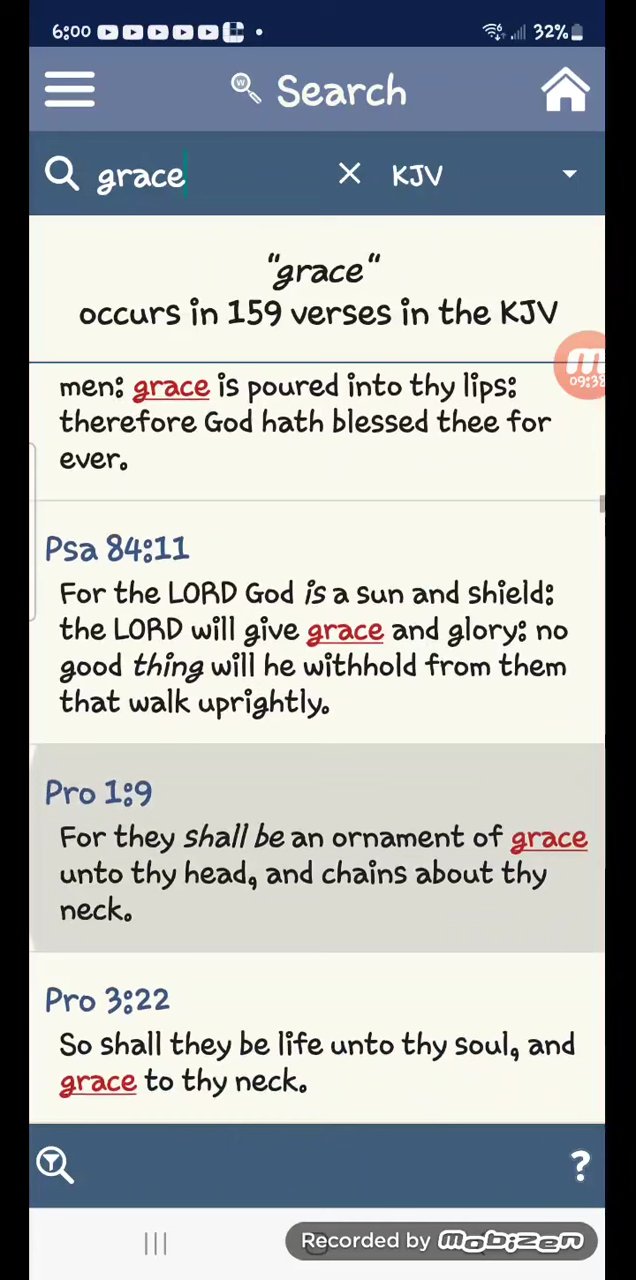 6:00 32%
Search
grace KJV
"grace"
occurs in 159 verses in the KJV
09:38
men: grace is poured into thy lips:
therefore God hath blessed thee for
ever.
Psa 84:11
For the LORD God is a sun and shield:
the LORD will give grace and glory: no
good thing will he withhold from them
that walk uprightly.
Pro 1:9
For they shall be an ornament of grace
unto thy head, and chains about thy
neck.
Pro 3:22
So shall they be life unto thy soul, and
grace to thy neck.
?
Recorded by mobizen